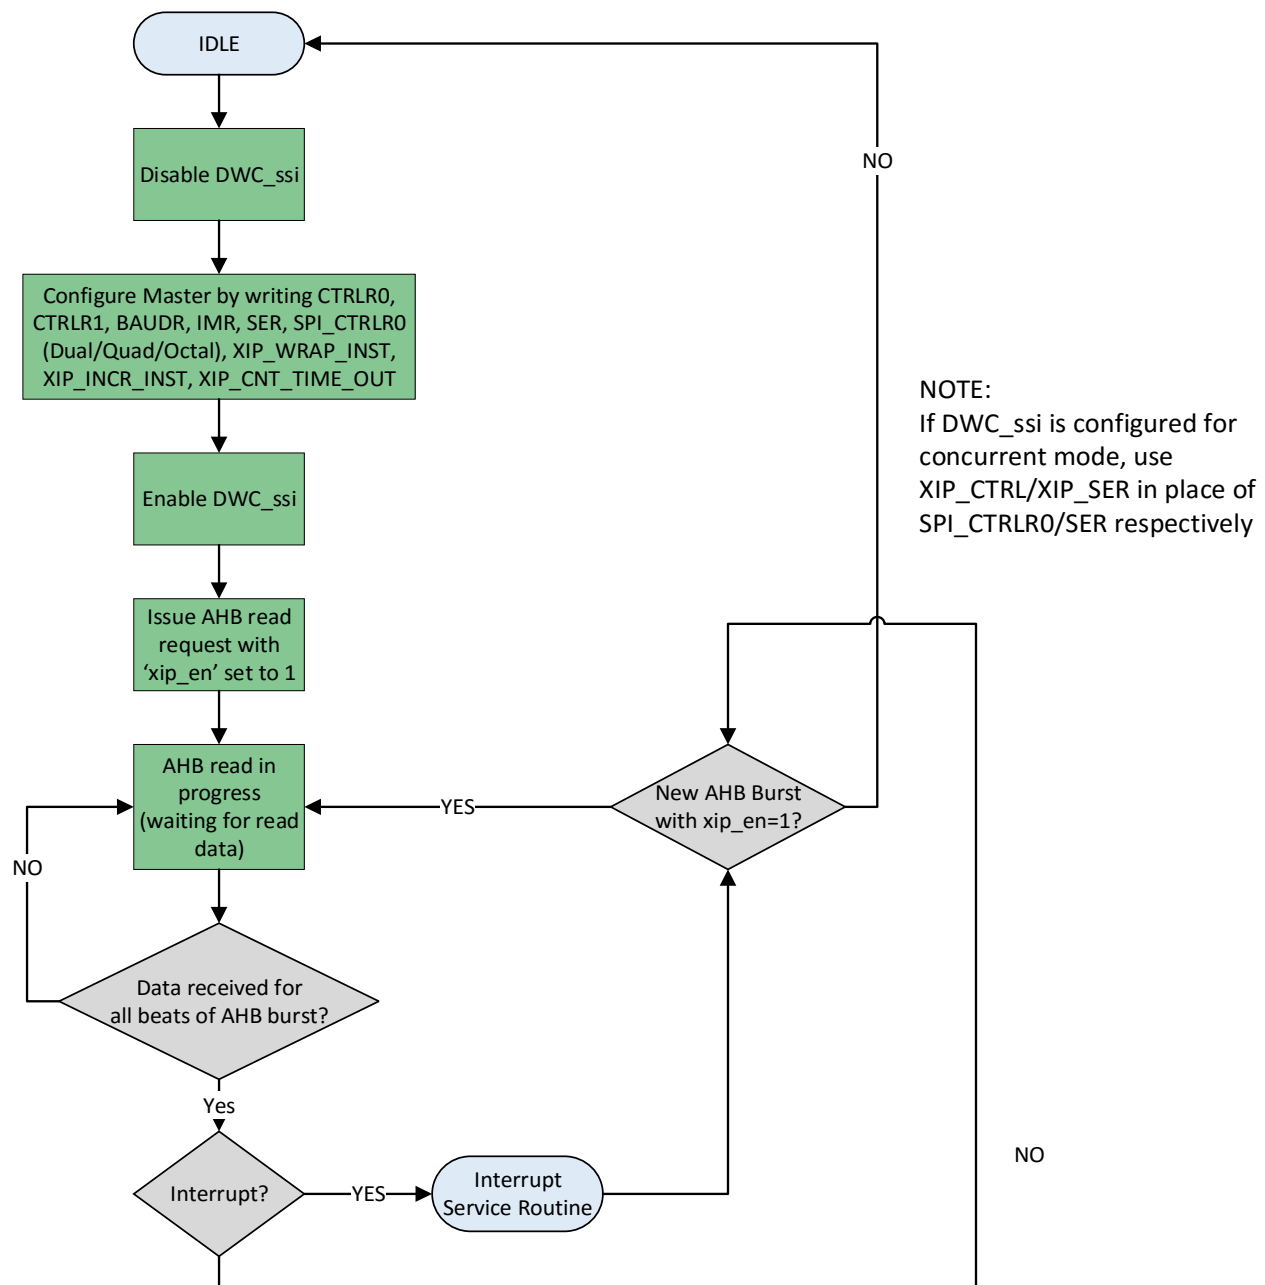 IDLE
NO
Disable DWC_ssi
Configure Master by writing CTRLR0,
CTRLR1, BAUDR, IMR, SER, SPI_CTRLR0
(Dual/Quad/Octal), XIP_WRAP_INST,
XIP_INCR_INST, XIP_CNT_TIME_OUT
NOTE:
If DWC_ssi is configured for
concurrent mode, use
XIP_CTRL/XIP_SER in place of
SPI_CTRLR0/SER respectively
Enable DWC_ssi
Issue AHB read
request with
‘xip_en’ set to 1
AHB read in
progress
(waiting for read
data)
YES
New AHB Burst
with xip_en=1?
NO
Data received for
all beats of AHB burst?
Yes
Interrupt?
YES
Interrupt
Service Routine
NO